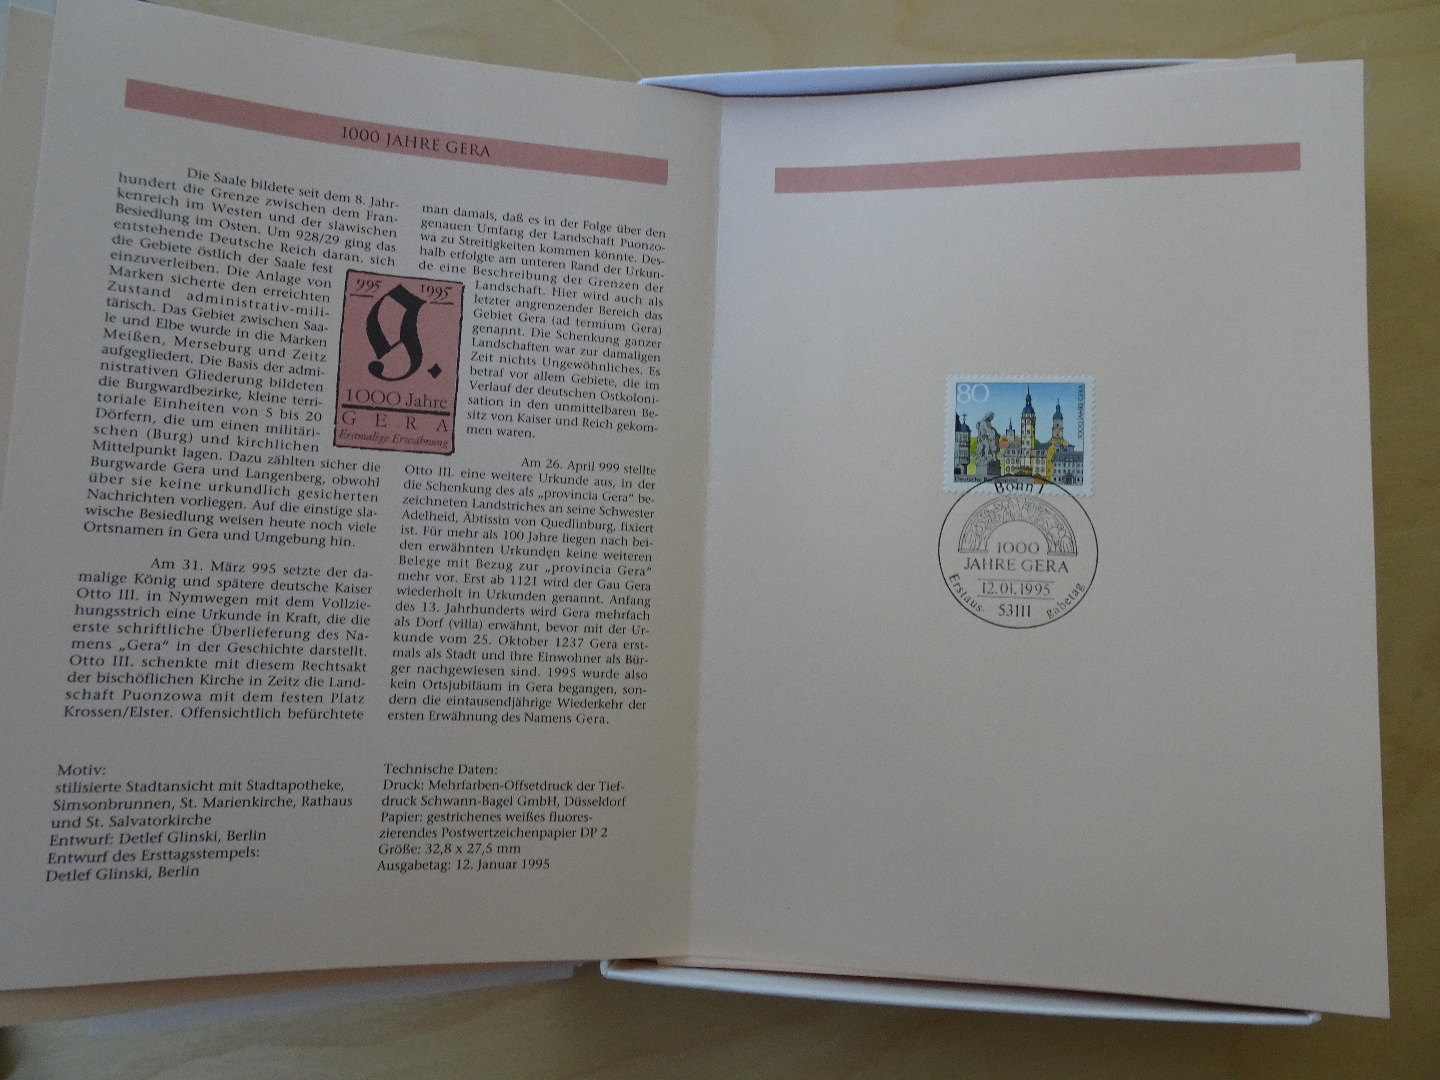 1000 JAHRE GERA
Die Saale bildete seit dem 8. Jahr-
hundert die Grenze zwischen dem Fran-
kenreich im Westen und der slawischen
Besiedlung im Osten. Um 928/29 ging das
entstehende Deutsche Reich daran, sich
die Gebiete östlich der Saale fest
einzuverleiben. Die Anlage von
Marken sicherte den erreichten
Zustand administrativ-mili-
tärisch. Das Gebiet zwischen Saa-
le und Elbe wurde in die Marken
Meißen, Merseburg und Zeitz
aufgegliedert. Die Basis der admi-
nistrativen Gliederung bildeten
die Burgwardbezirke, kleine terri-
toriale Einheiten von 5 bis 20
Dörfern, die um einen militäri-
schen (Burg) und kirchlichen
Mittelpunkt lagen. Dazu zählten sicher die
Burgwarde Gera und Langenberg, obwohl
über sie keine urkundlich gesicherten
Nachrichten vorliegen. Auf die einstige sla-
wische Besiedlung weisen heute noch viele
Ortsnamen in Gera und Umgebung hin.
Am 31. März 995 setzte der da-
malige König und spätere deutsche Kaiser
Otto III. in Nymwegen mit dem Vollzie-
hungsstrich eine Urkunde in Kraft, die die
erste schriftliche Überlieferung des Na-
mens „Gera“ in der Geschichte darstellt.
Otto III. schenkte mit diesem Rechtsakt
der bischöflichen Kirche in Zeitz die Land-
schaft Puonzowa mit dem festen Platz
Krossen/Elster. Offensichtlich befürchtete
man damals, daß es in der Folge über den
genauen Umfang der Landschaft Puonzo-
wa zu Streitigkeiten kommen könnte. Des-
halb erfolgte am unteren Rand der Urkun-
de eine Beschreibung der Grenzen der
Landschaft. Hier wird auch als
letzter angrenzender Bereich das
Gebiet Gera (ad termium Gera)
genannt. Die Schenkung ganzer
Landschaften war zur damaligen
Zeit nichts Ungewöhnliches. Es
betraf vor allem Gebiete, die im
Verlauf der deutschen Ostkoloni-
sation in den unmittelbaren Be-
sitz von Kaiser und Reich gekom-
men waren.
Am 26. April 999 stellte
Otto III. eine weitere Urkunde aus, in der
die Schenkung des als „provincia Gera“ be-
zeichneten Landstriches an seine Schwester
Adelheid, Äbtissin von Quedlinburg, fixiert
ist. Für mehr als 100 Jahre liegen nach bei-
den erwähnten Urkunden keine weiteren
Belege mit Bezug zur „provincia Gera“
mehr vor. Erst ab 1121 wird der Gau Gera
wiederholt in Urkunden genannt. Anfang
des 13. Jahrhunderts wird Gera mehrfach
als Dorf (villa) erwähnt, bevor mit der Ur-
kunde vom 25. Oktober 1237 Gera erst-
mals als Stadt und ihre Einwohner als Bür-
ger nachgewiesen sind. 1995 wurde also
kein Ortsjubiläum in Gera begangen, son-
dern die eintausendjährige Wiederkehr der
ersten Erwähnung des Namens Gera.
995 1995
g.
1000 Jahre
GERA
Erstmalige Erwähnung
Motiv:
stilisierte Stadtansicht mit Stadtapotheke,
Simsonbrunnen, St. Marienkirche, Rathaus
und St. Salvatorkirche
Entwurf: Detlef Glinski, Berlin
Entwurf des Ersttagsstempels:
Detlef Glinski, Berlin
Technische Daten:
Druck: Mehrfarben-Offsetdruck der Tief-
druck Schwann-Bagel GmbH, Düsseldorf
Papier: gestrichenes weißes fluores-
zierendes Postwertzeichenpapier DP 2
Größe: 32,8 x 27,5 mm
Ausgabetag: 12. Januar 1995
80
1000 JAHRE GERA
Deutsche Bundespost
Bonn 1
1000
JAHRE GERA
12.01.1995
Erstaus- gabetag
53111